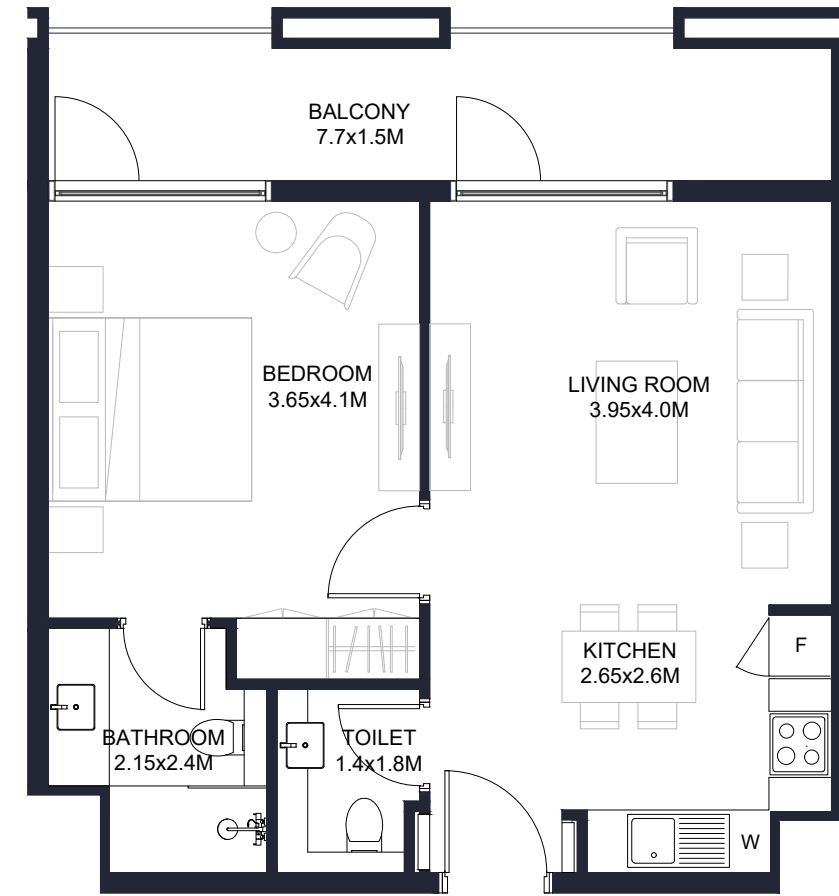 BALCONY
7.7x1.5M
BEDROOM
3.65x4.1M
LIVING ROOM
3.95x4.0M
KITCHEN
2.65x2.6M
F
BATHROOM
2.15x2.4M
TOILET
1.4x1.8M
W